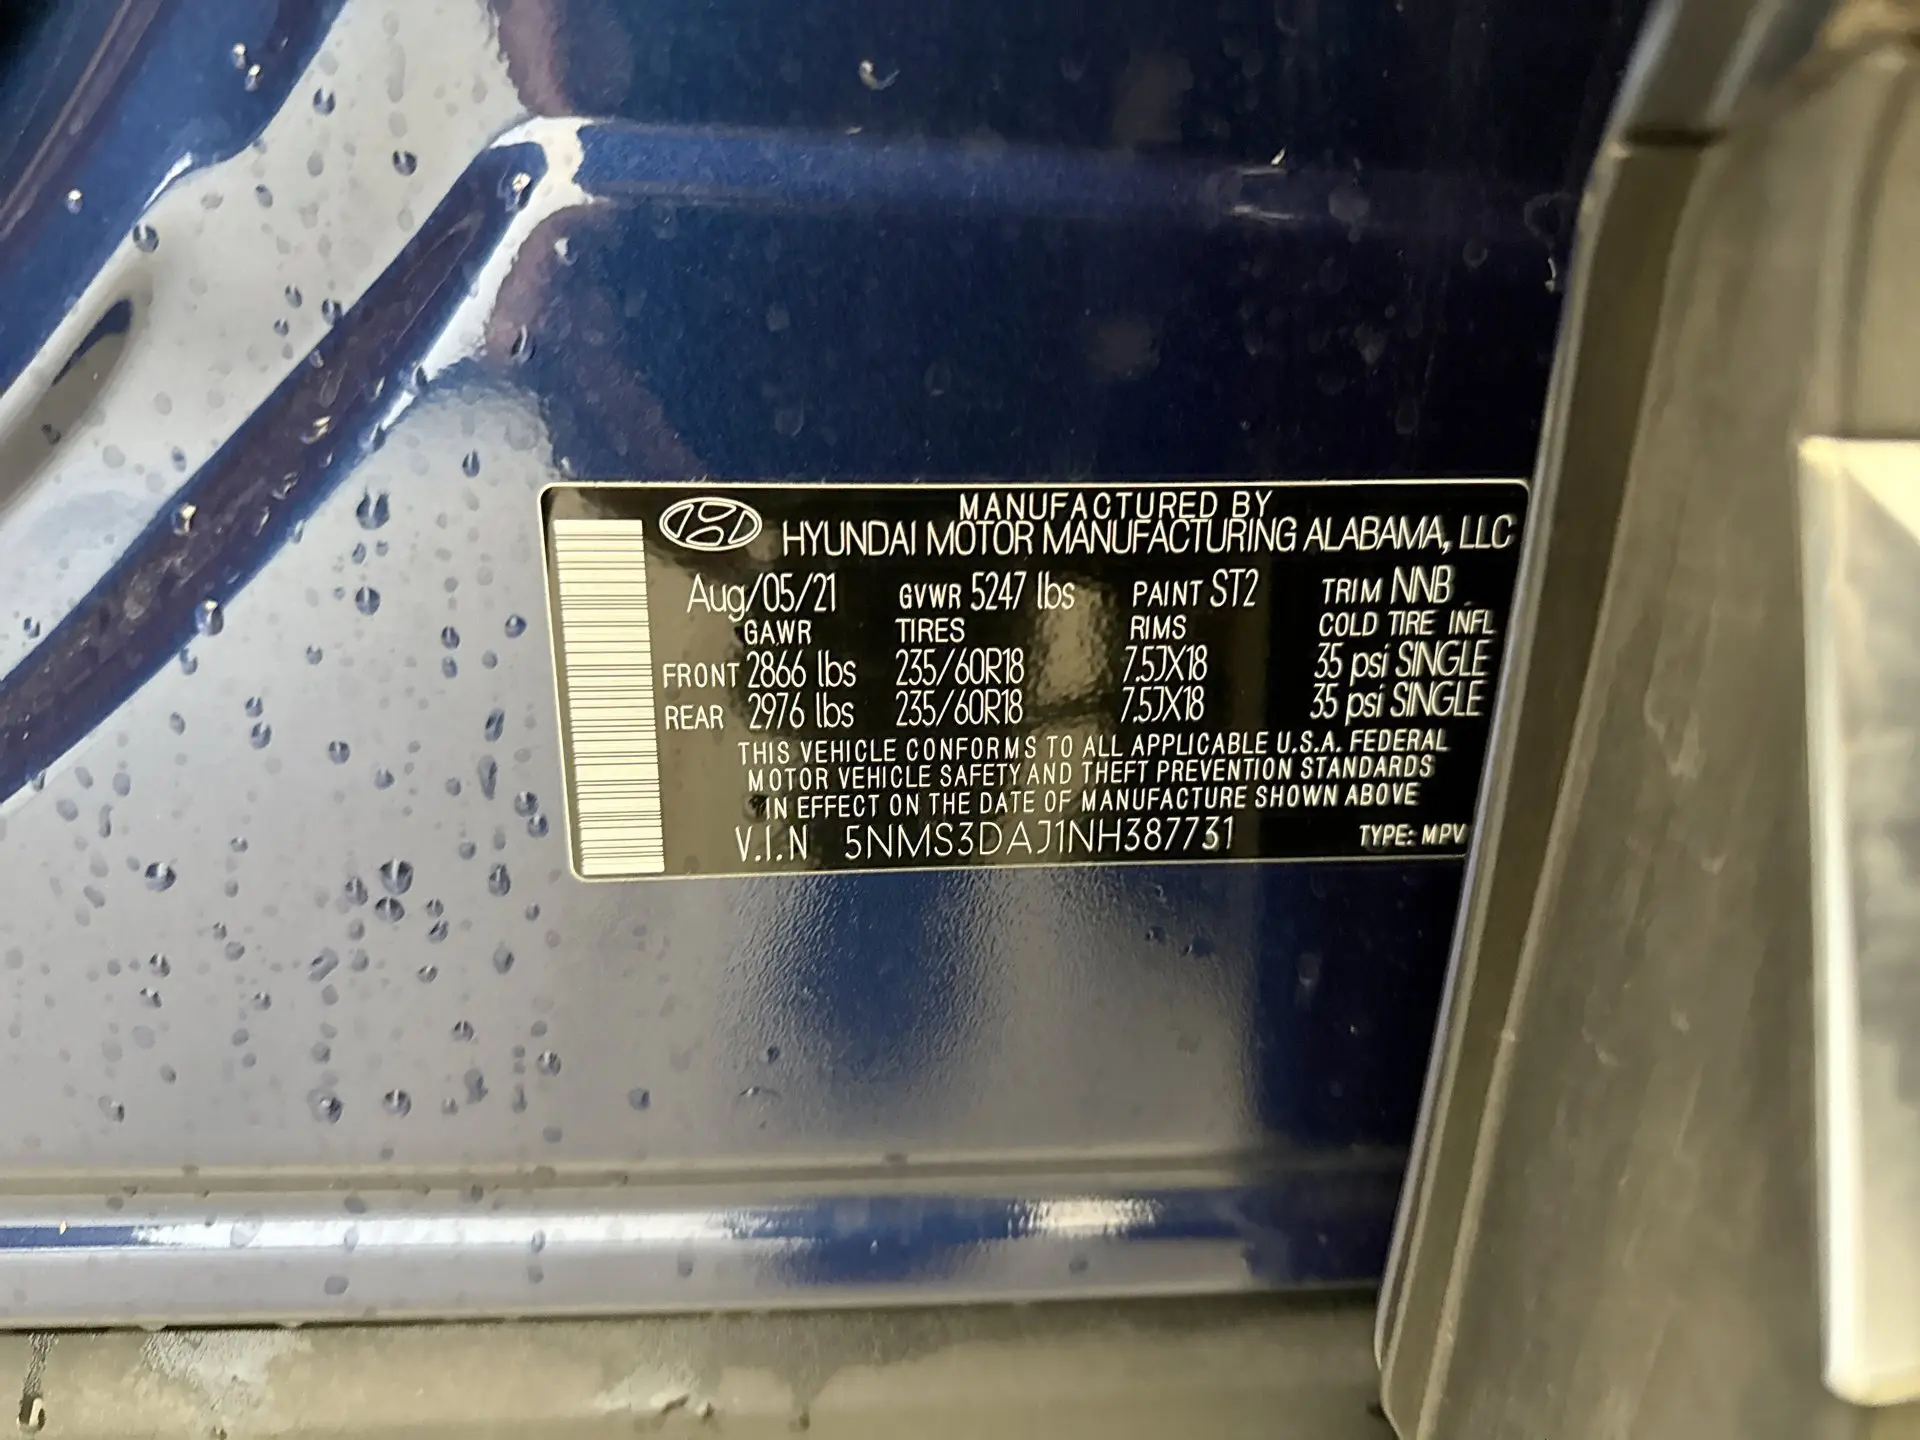 MANUFACTURED BY
HYUNDAI MOTOR MANUFACTURING ALABAMA, LLC
Aug/05/21 GVWR 5247 lbs PAINT ST2 TRIM NNB
GAWR TIRES RIMS COLD TIRE INFL
FRONT 2866 lbs 235/60R18 7.5JX18 35 psi SINGLE
REAR 2976 lbs 235/60R18 7.5JX18 35 psi SINGLE
THIS VEHICLE CONFORMS TO ALL APPLICABLE U.S.A. FEDERAL
MOTOR VEHICLE SAFETY AND THEFT PREVENTION STANDARDS
IN EFFECT ON THE DATE OF MANUFACTURE SHOWN ABOVE
V.I.N 5NMS3DAJ1NH387731 TYPE: MPV